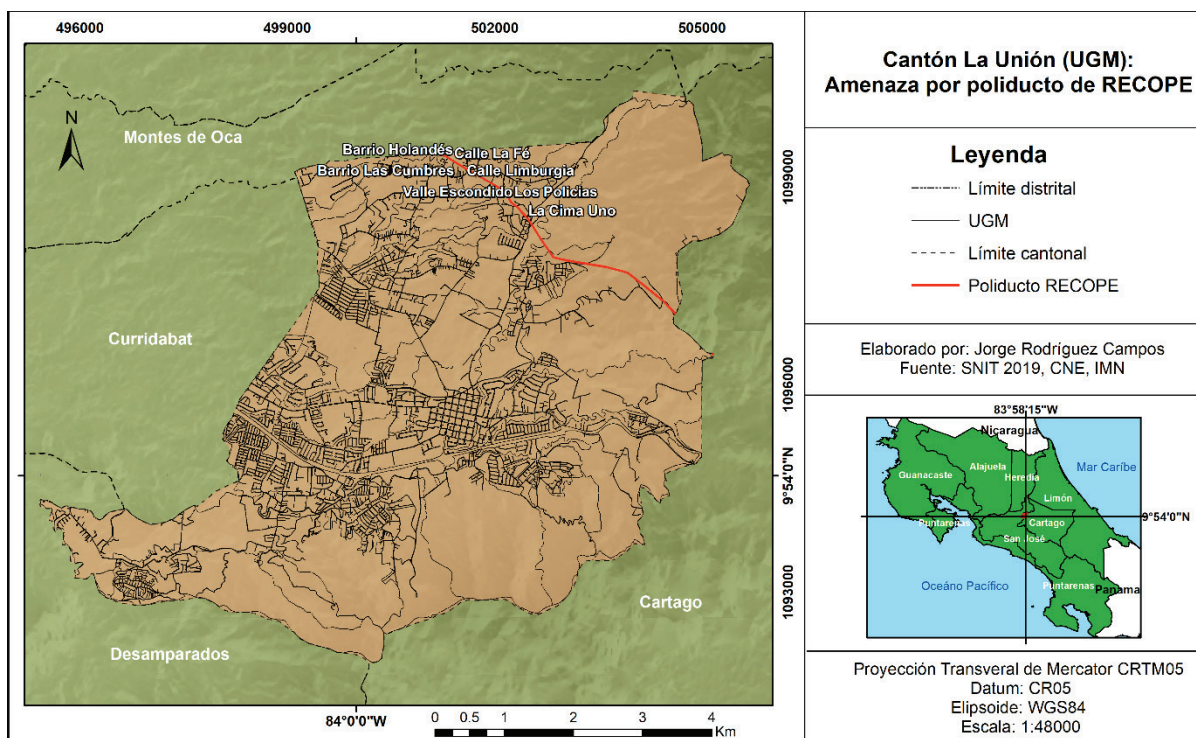 496000
499000
502000
505000
N
Montes de Oca
Barrio Holandés
Calle La Fé
Barrio Las Cumbres
Calle Limburgia
Valle Escondido
Los Policias
La Cima Uno
Curridabat
Cartago
Desamparados
1099000
1096000
9°54'0"N
1093000
84°0'0"W
0 0.5 1 2 3 4
Km
Cantón La Unión (UGM):
Amenaza por poliducto de RECOPE
Leyenda
Límite distrital
UGM
Límite cantonal
Poliducto RECOPE
Elaborado por: Jorge Rodríguez Campos
Fuente: SNIT 2019, CNE, IMN
83°58'15"W
Nicaragua
Mar Caríbe
Guanacaste
Alajuela
Heredia
Limón
9°54'0"N
Puntarenas
Cartago
San José
Oceáno Pacífico
Puntarenas
Panama
Proyección Transveral de Mercator CRTM05
Datum: CR05
Elipsoide: WGS84
Escala: 1:48000